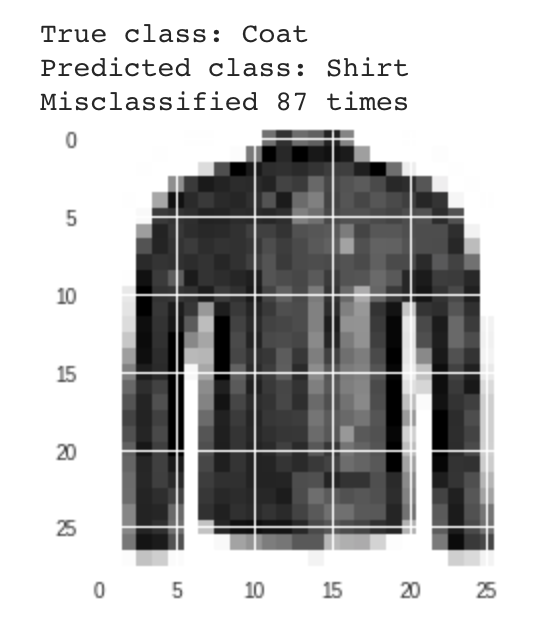 True class: Coat
Predicted class: Shirt
Misclassified 87 times
0
5
10
15
20
25
0 5 10 15 20 25